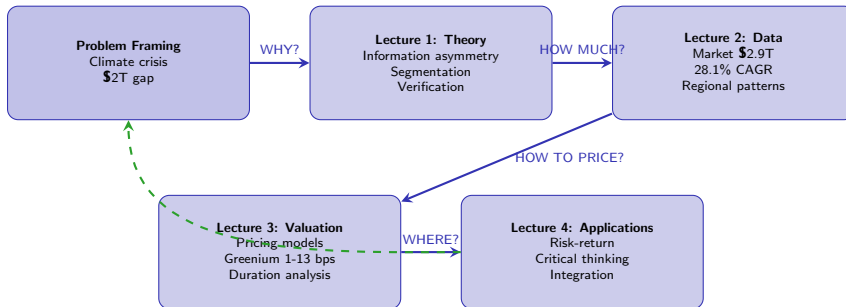 Problem Framing
Climate crisis
$2T gap
WHY?
Lecture 1: Theory
Information asymmetry
Segmentation
Verification
HOW MUCH?
Lecture 2: Data
Market $2.9T
28.1% CAGR
Regional patterns
HOW TO PRICE?
Lecture 3: Valuation
Pricing models
Greenium 1-13 bps
Duration analysis
WHERE?
Lecture 4: Applications
Risk-return
Critical thinking
Integration